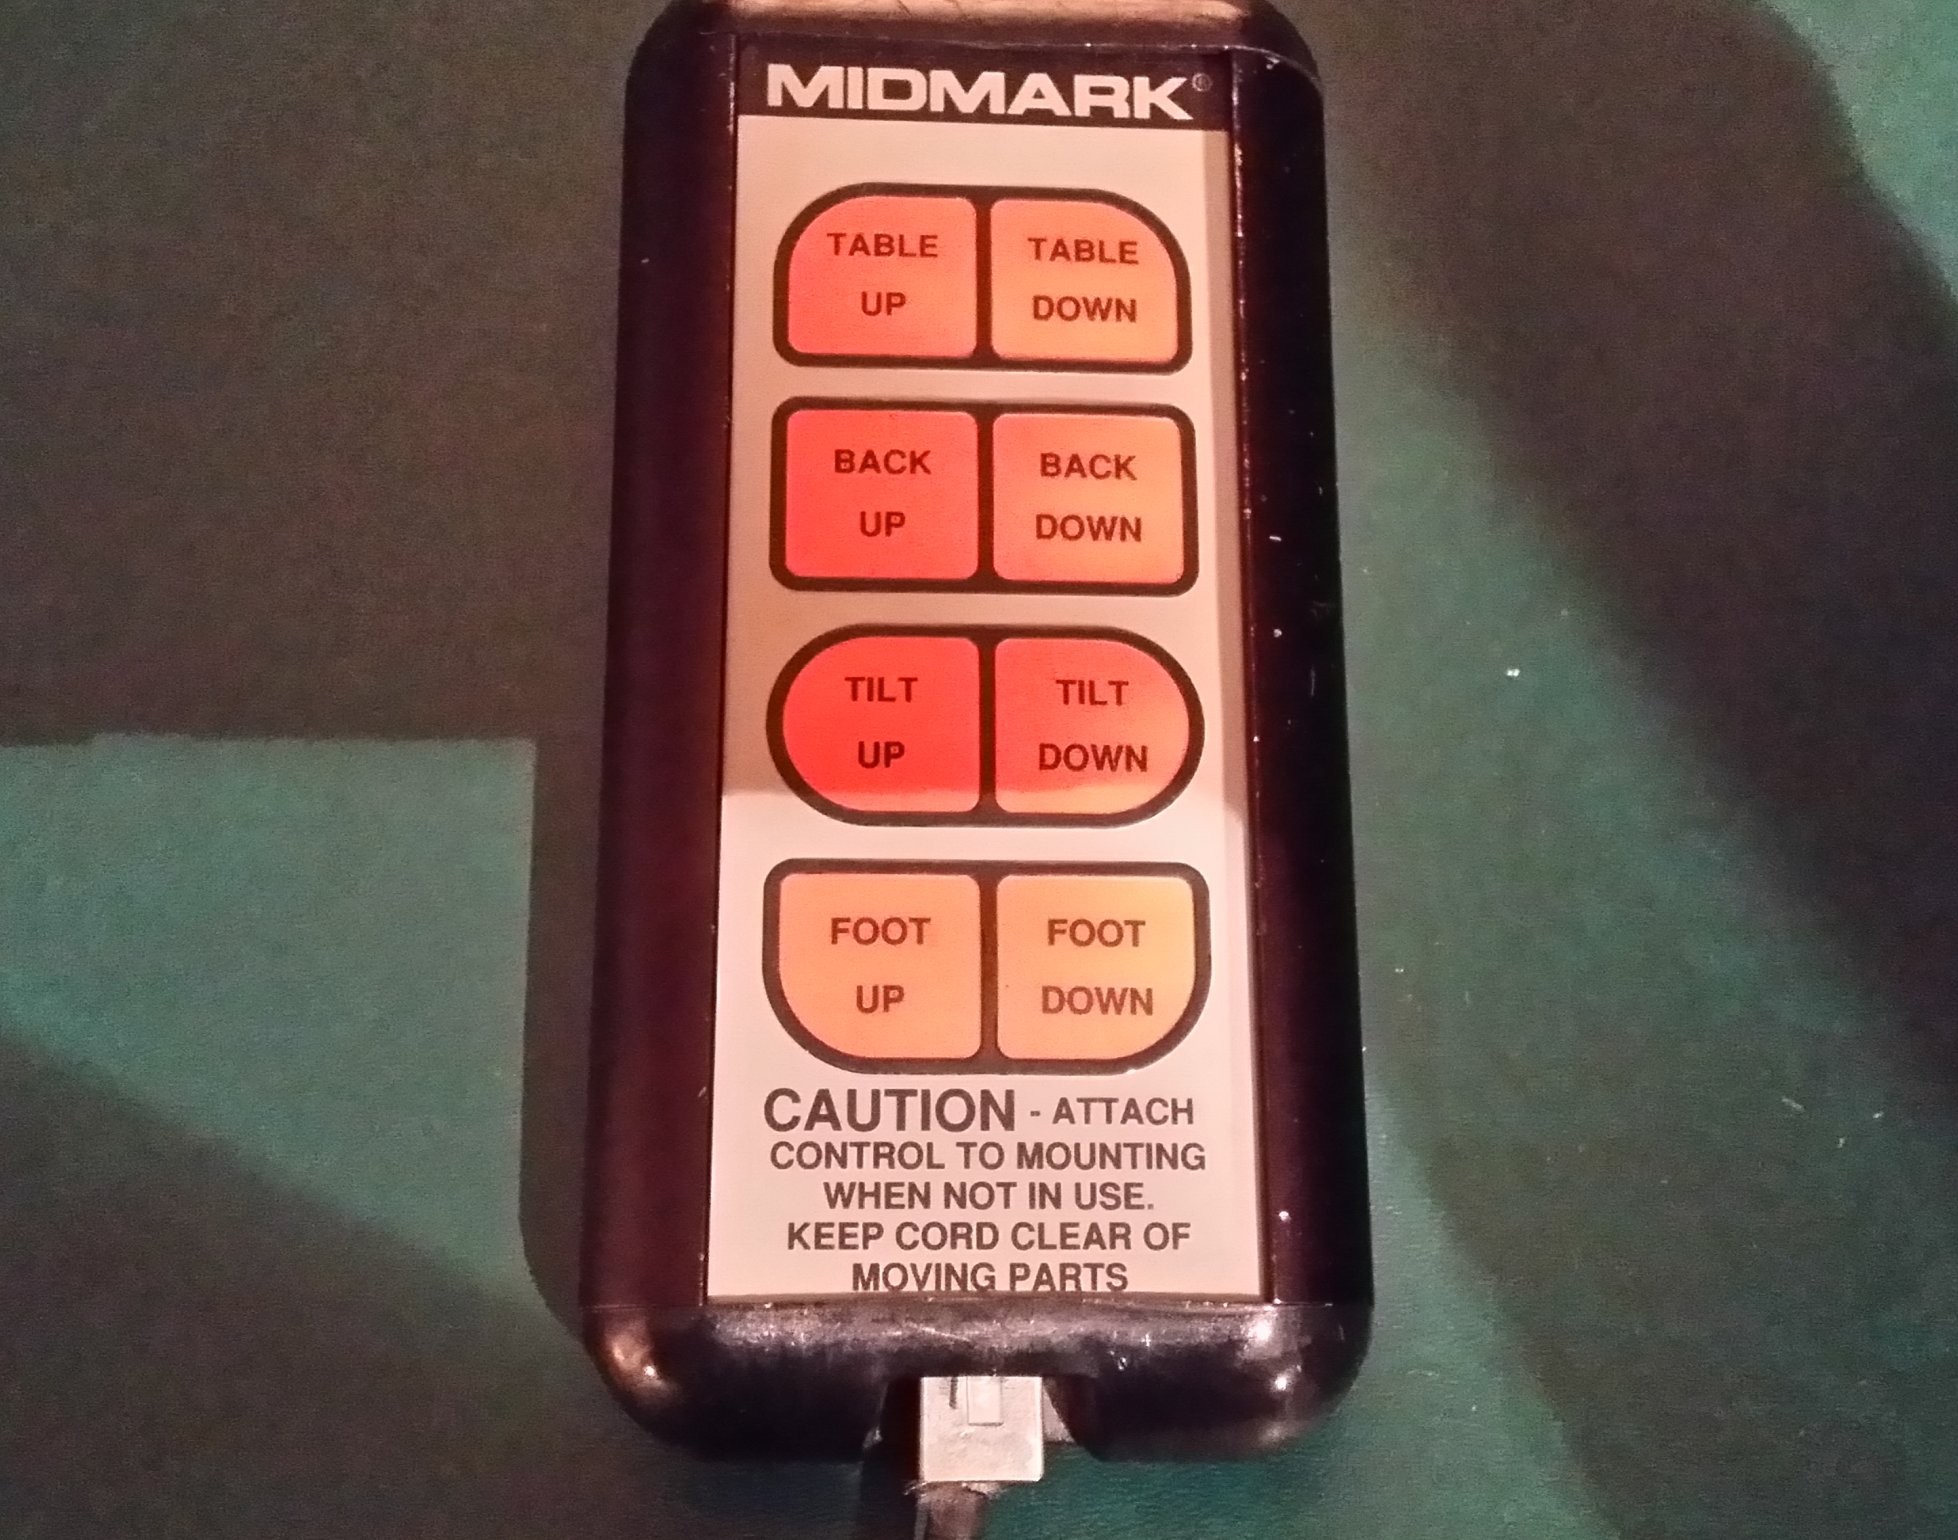 MIDMARK®
TABLE UP
TABLE DOWN
BACK UP
BACK DOWN
TILT UP
TILT DOWN
FOOT UP
FOOT DOWN
CAUTION - ATTACH
CONTROL TO MOUNTING
WHEN NOT IN USE.
KEEP CORD CLEAR OF
MOVING PARTS